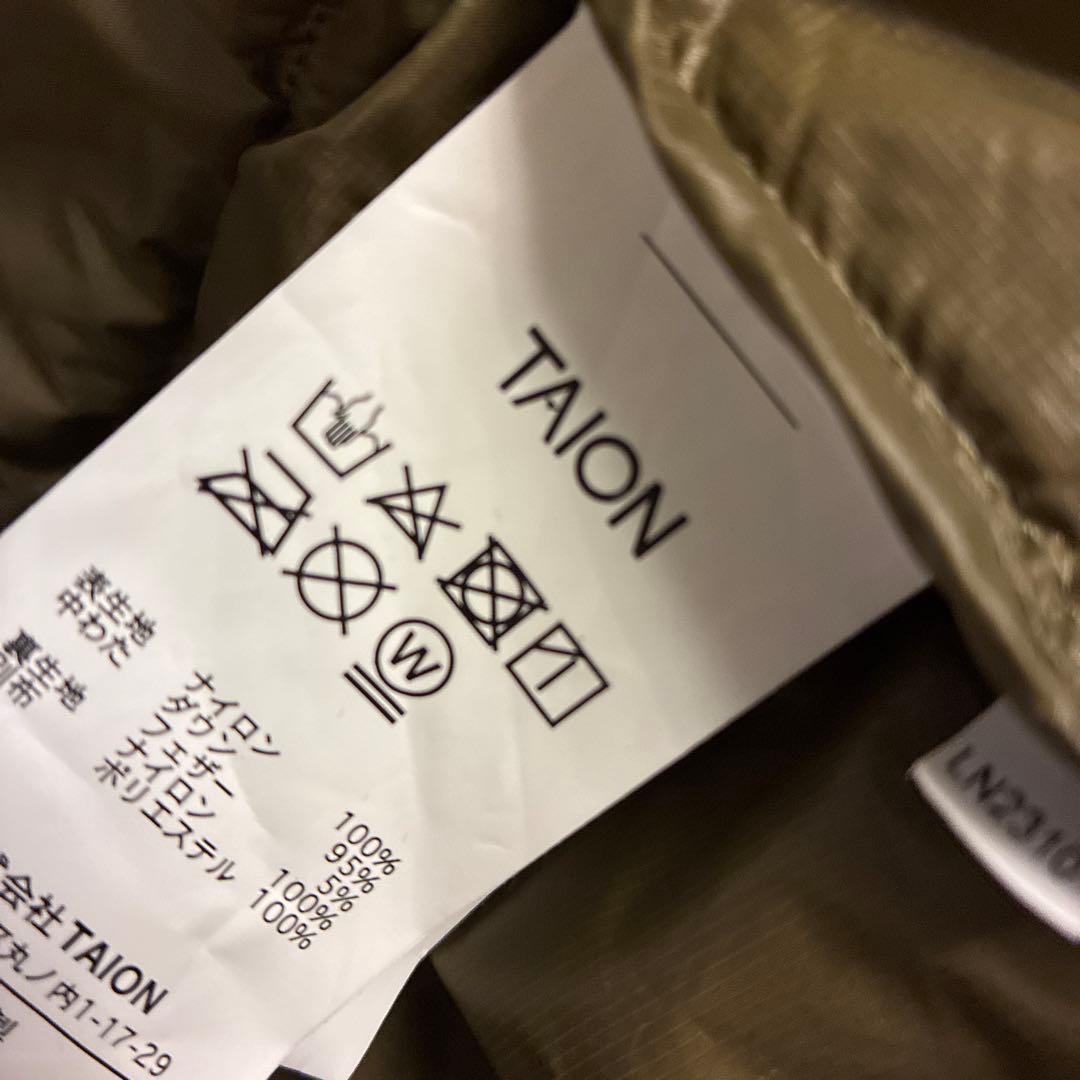 TAION
W
表生地 ナイロン 100%
中わた ダウン 95%
フェザー 5%
裏生地 ナイロン 100%
別布 ポリエステル 100%
会社 TAION
丸ノ内1-17-29
製
LN2310